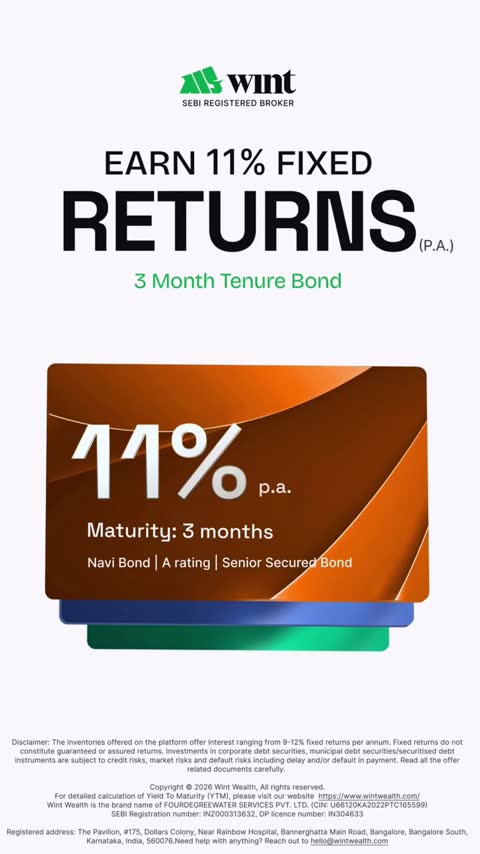 wint
SEBI REGISTERED BROKER
EARN 11% FIXED
RETURNS (P.A.)
3 Month Tenure Bond
11% p.a.
Maturity: 3 months
Navi Bond | A rating | Senior Secured Bond
Disclaimer: The inventories offered on the platform offer interest ranging from 9-12% fixed returns per annum. Fixed returns do not
constitute guaranteed or assured returns. Investments in corporate debt securities, municipal debt securities/securitised debt
instruments are subject to credit risks, market risks and default risks including delay and/or default in payment. Read all the offer
related documents carefully.
Copyright © 2026 Wint Wealth, All rights reserved.
For detailed calculation of Yield To Maturity (YTM), please visit our website https://www.wintwealth.com/
Wint Wealth is the brand name of FOURDEGREEWATER SERVICES PVT. LTD. (CIN: U66120KA2022PTC165599)
SEBI Registration number: INZ000313632, DP licence number: IN304633
Registered address: The Pavilion, #175, Dollars Colony, Near Rainbow Hospital, Bannerghatta Main Road, Bangalore, Bangalore South,
Karnataka, India, 560076.Need help with anything? Reach out to hello@wintwealth.com